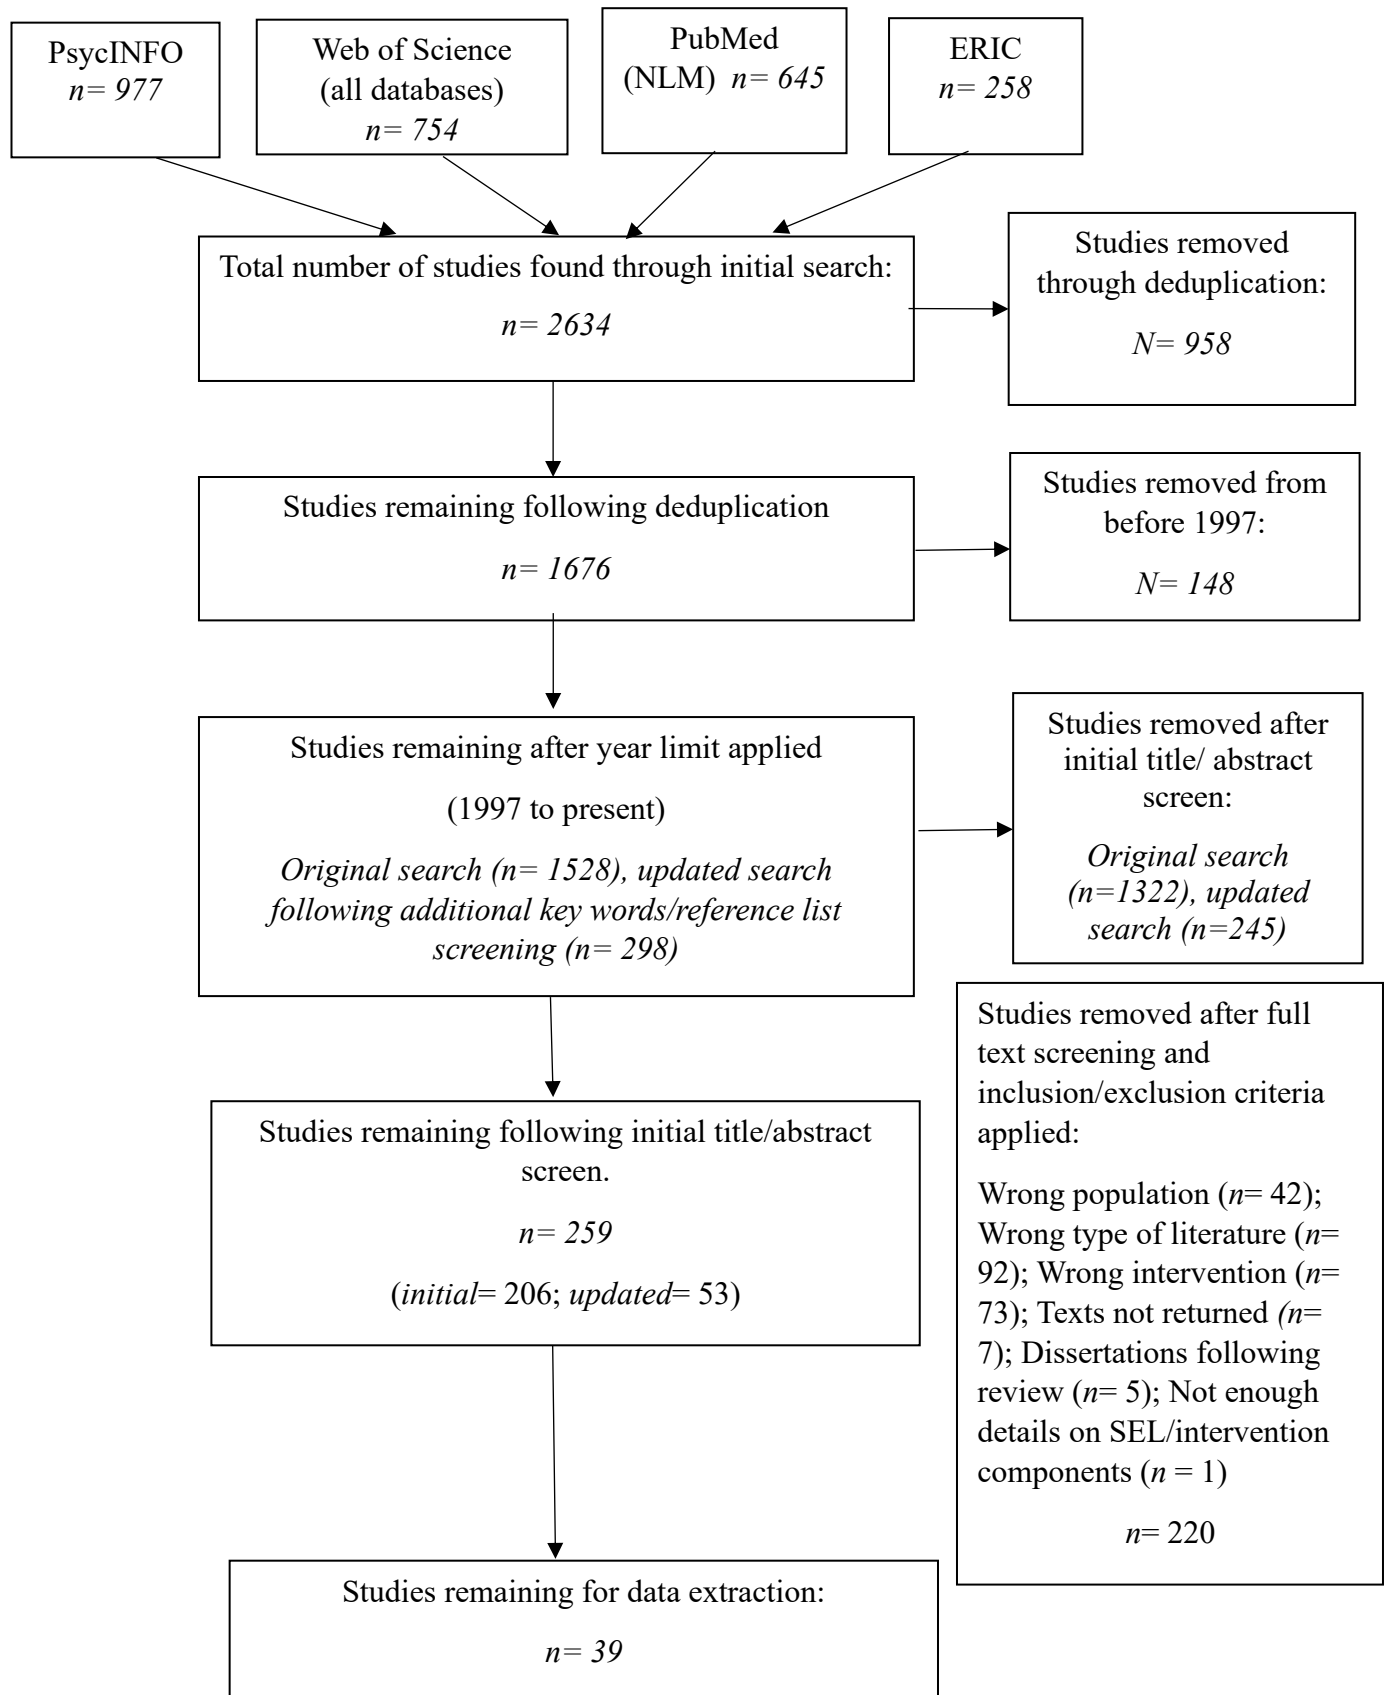 PsycINFO
n= 977
Web of Science
(all databases)
n= 754
PubMed
(NLM) n= 645
ERIC
n= 258
Total number of studies found through initial search:
n= 2634
Studies removed
through deduplication:
N= 958
Studies remaining following deduplication
n= 1676
Studies removed from
before 1997:
N= 148
Studies remaining after year limit applied
(1997 to present)
Original search (n= 1528), updated search
following additional key words/reference list
screening (n= 298)
Studies removed after
initial title/ abstract
screen:
Original search
(n=1322), updated
search (n=245)
Studies remaining following initial title/abstract
screen.
n= 259
(initial= 206; updated= 53)
Studies removed after full
text screening and
inclusion/exclusion criteria
applied:
Wrong population (n= 42);
Wrong type of literature (n=
92); Wrong intervention (n=
73); Texts not returned (n=
7); Dissertations following
review (n= 5); Not enough
details on SEL/intervention
components (n = 1)
n= 220
Studies remaining for data extraction:
n= 39